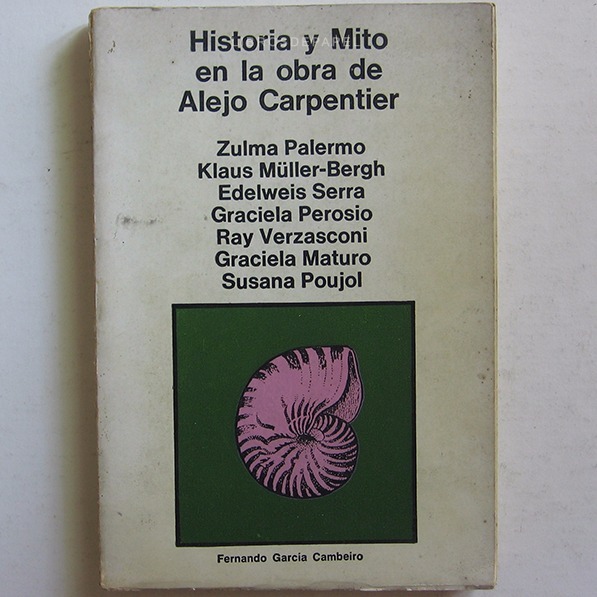 Historia y Mito
en la obra de
Alejo Carpentier
Zulma Palermo
Klaus Müller-Bergh
Edelweis Serra
Graciela Perosio
Ray Verzasconi
Graciela Maturo
Susana Poujol
Fernando Garcia Cambeiro